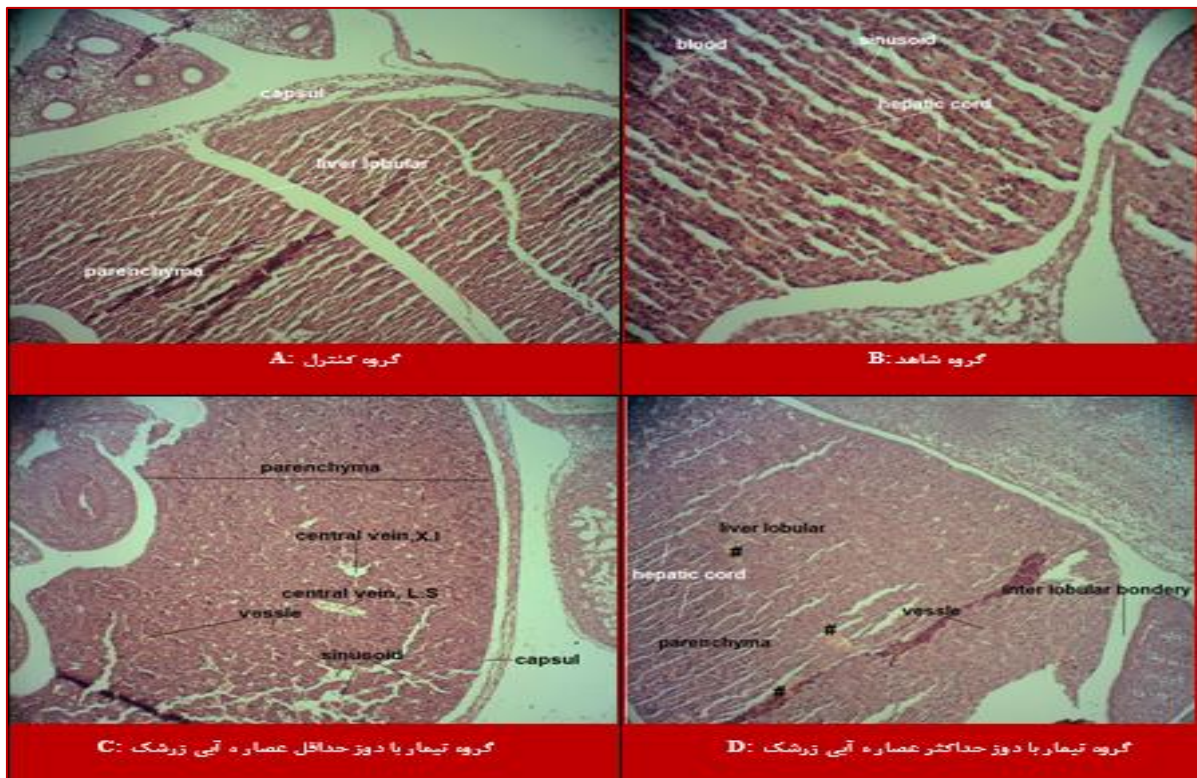 capsul
liver lobular
parenchyma
A: گروه کنترل
blood
sinusoid
hepatic cord
B: گروه شاهد
parenchyma
central vein,X.I
central vein, L.S
vessle
sinusoid
capsul
C: گروه تیمار با دوز حداقل عصاره آبی زرشک
liver lobular
#
hepatic cord
inter lobular bondery
vessle
#
parenchyma
#
D: گروه تیمار با دوز حداکثر عصاره آبی زرشک